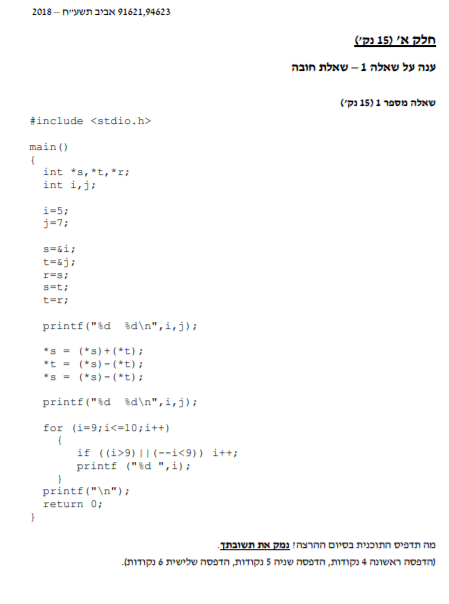 91621,94623 אביב תשע״ח – 2018
חלק א׳ (15 נק׳)
ענה על שאלה 1 – שאלת חובה
שאלה מספר 1 (15 נק׳)
#include <stdio.h>
main()
{
int *s,*t,*r;
int i,j;
i=5;
j=7;
s=&i;
t=&j;
r=s;
s=t;
t=r;
printf("%d  %d\n",i,j);
*s = (*s)+(*t);
*t = (*s)-(*t);
*s = (*s)-(*t);
printf("%d  %d\n",i,j);
for (i=9;i<=10;i++)
{
if ((i>9)||(--i<9)) i++;
printf ("%d ",i);
}
printf("\n");
return 0;
}
מה תדפיס התוכנית בסיום ההרצה? נמק את תשובתך.
(הדפסה ראשונה 4 נקודות, הדפסה שניה 5 נקודות, הדפסה שלישית 6 נקודות).